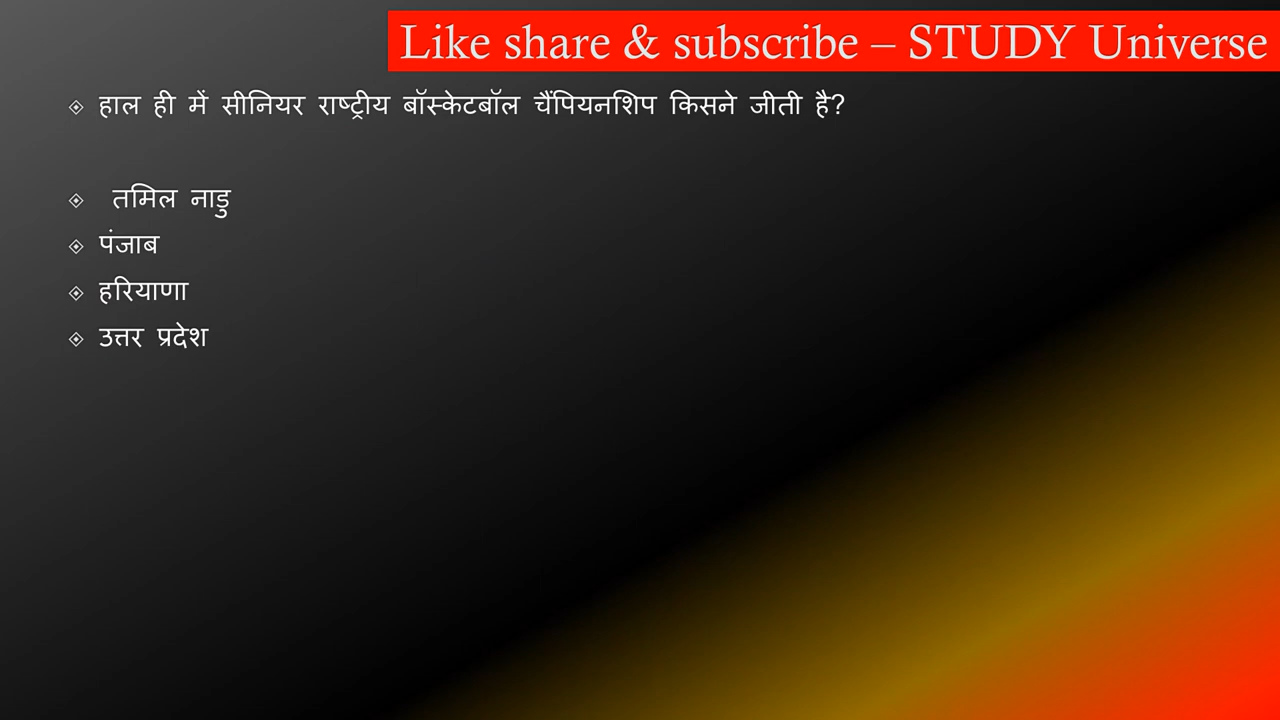 Like share & subscribe – STUDY Universe
हाल ही में सीनियर राष्ट्रीय बॉस्केटबॉल चैंपियनशिप किसने जीती है?
तमिल नाडु
पंजाब
हरियाणा
उत्तर प्रदेश